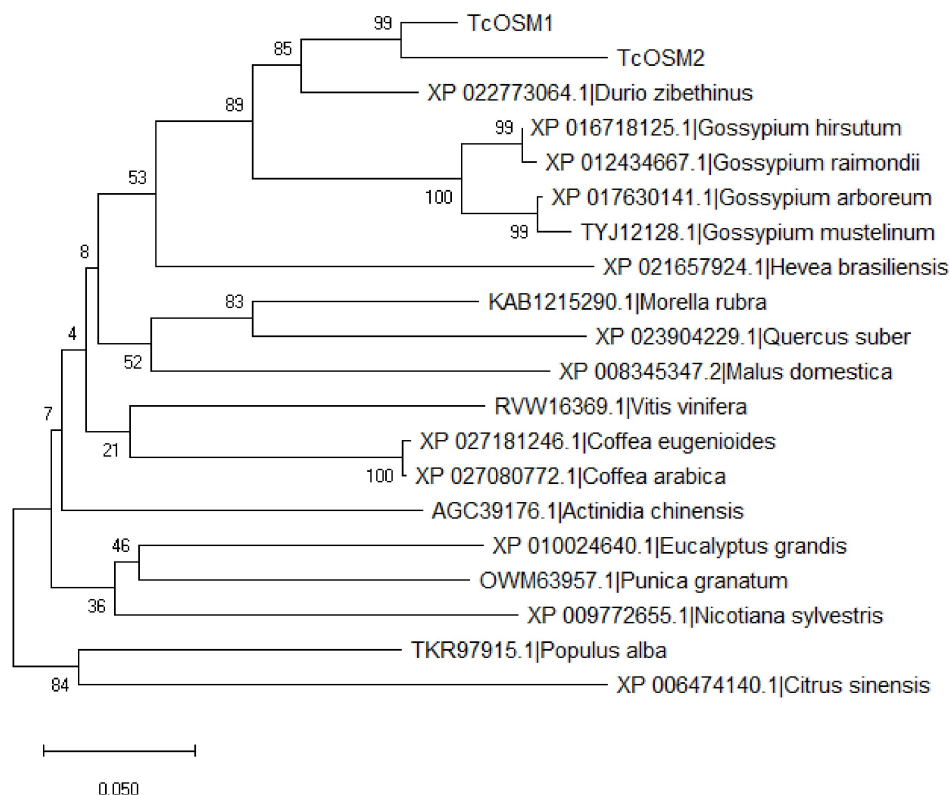 99
TcOSM1
85
TcOSM2
89
XP 022773064.1|Durio zibethinus
99
XP 016718125.1|Gossypium hirsutum
53
XP 012434667.1|Gossypium raimondii
100
XP 017630141.1|Gossypium arboreum
99
TYJ12128.1|Gossypium mustelinum
8
XP 021657924.1|Hevea brasiliensis
83
KAB1215290.1|Morella rubra
4
XP 023904229.1|Quercus suber
52
XP 008345347.2|Malus domestica
7
RVW16369.1|Vitis vinifera
21
XP 027181246.1|Coffea eugenioides
100
XP 027080772.1|Coffea arabica
AGC39176.1|Actinidia chinensis
46
XP 010024640.1|Eucalyptus grandis
OWM63957.1|Punica granatum
36
XP 009772655.1|Nicotiana sylvestris
TKR97915.1|Populus alba
84
XP 006474140.1|Citrus sinensis
0.050